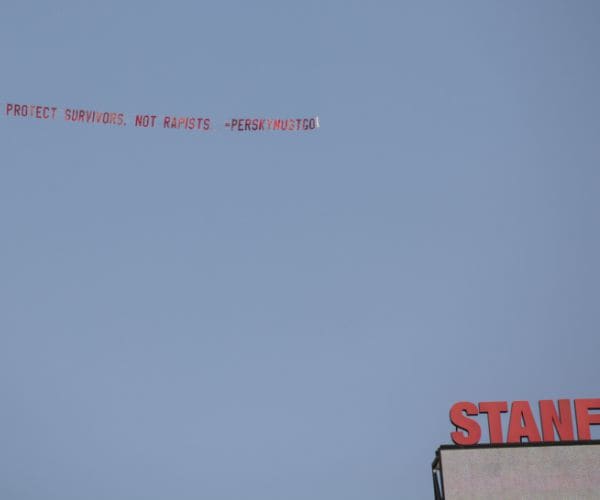 PROTECT SURVIVORS. NOT RAPISTS. =PERSKYMUSTGO
STANF